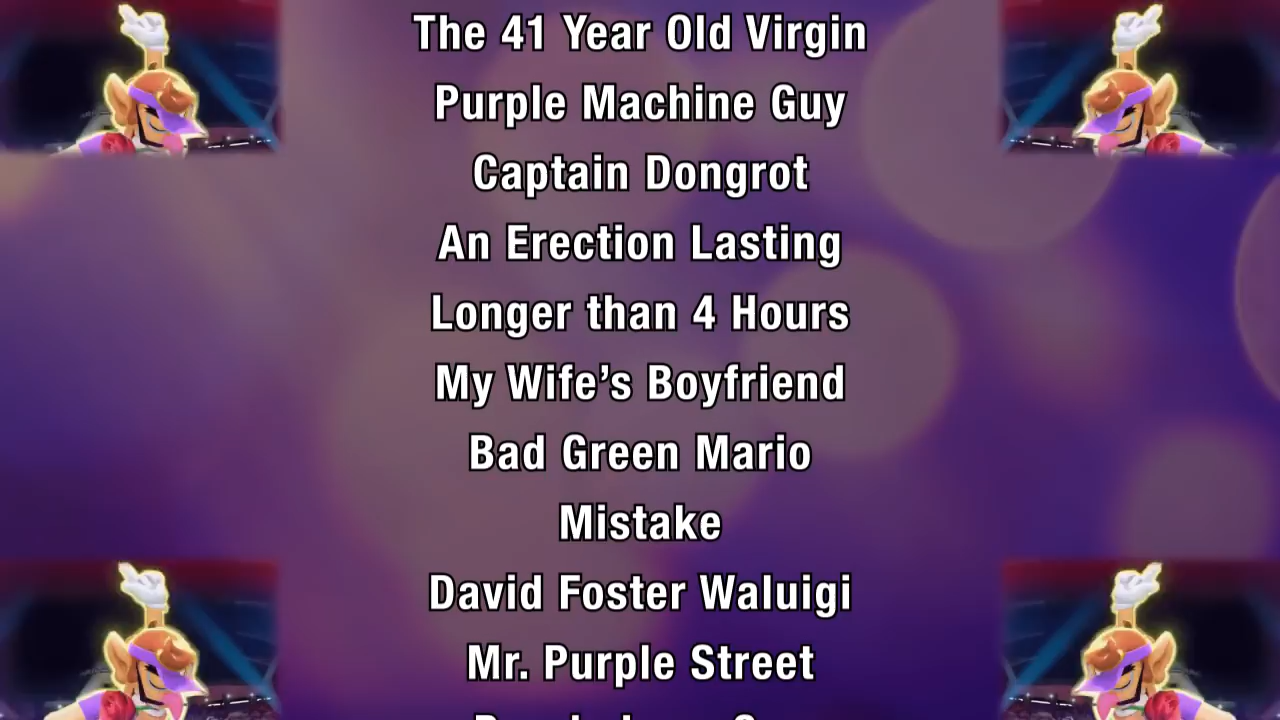 The 41 Year Old Virgin
Purple Machine Guy
Captain Dongrot
An Erection Lasting
Longer than 4 Hours
My Wife’s Boyfriend
Bad Green Mario
Mistake
David Foster Waluigi
Mr. Purple Street